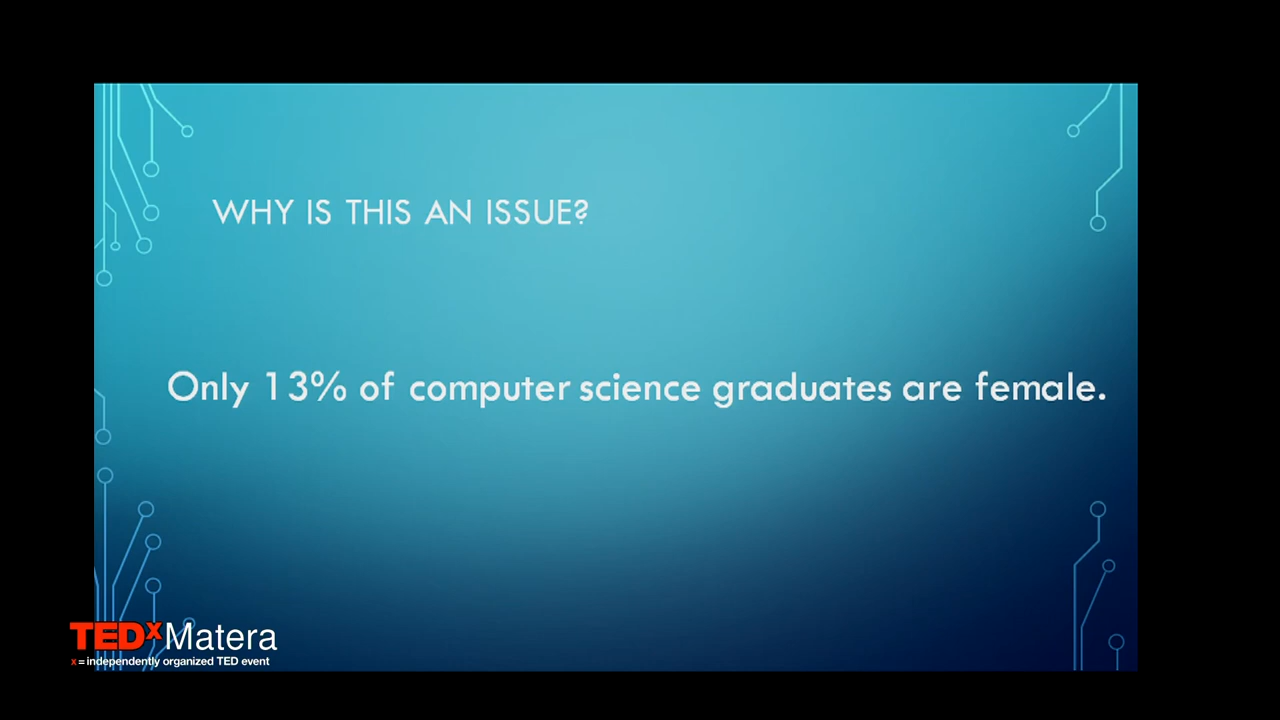 WHY IS THIS AN ISSUE?
Only 13% of computer science graduates are female.
TEDxMatera
x = independently organized TED event